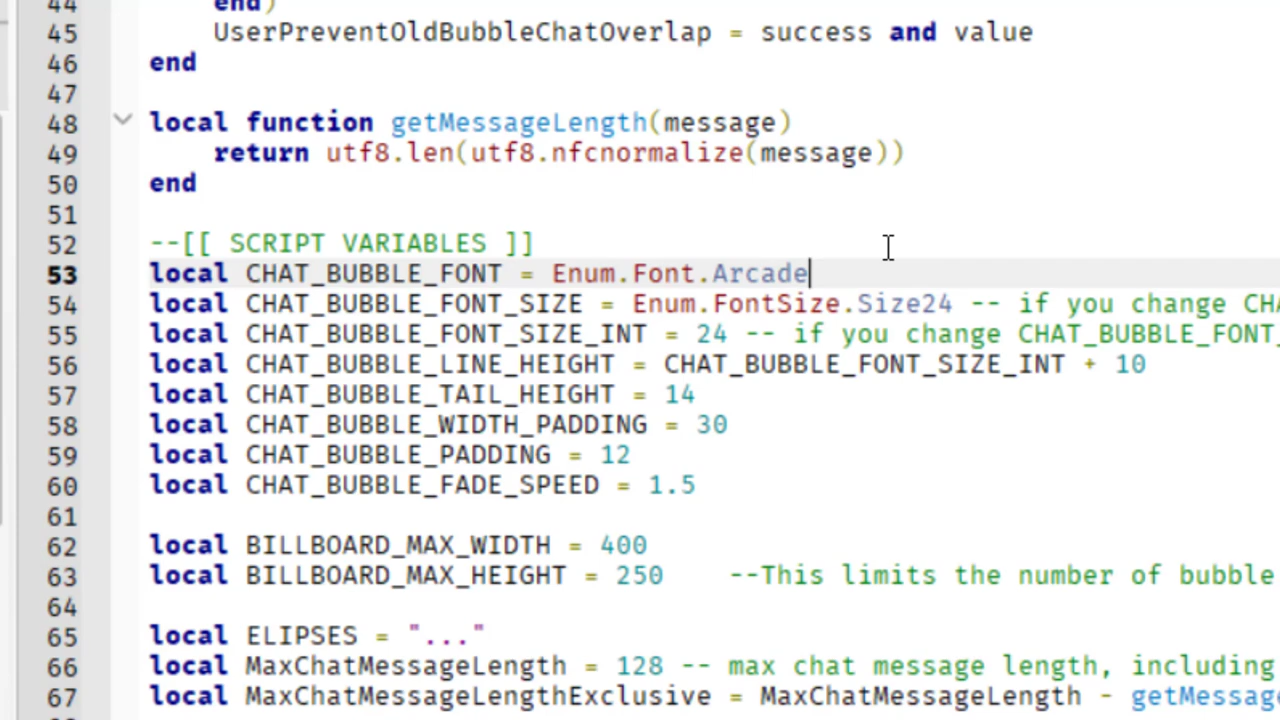 44 end)
45 UserPreventOldBubbleChatOverlap = success and value
46 end
47
48 local function getMessageLength(message)
49 return utf8.len(utf8.nfcnormalize(message))
50 end
51
52 --[[ SCRIPT VARIABLES ]]
53 local CHAT_BUBBLE_FONT = Enum.Font.Arcade
54 local CHAT_BUBBLE_FONT_SIZE = Enum.FontSize.Size24 -- if you change CHA
55 local CHAT_BUBBLE_FONT_SIZE_INT = 24 -- if you change CHAT_BUBBLE_FONT_
56 local CHAT_BUBBLE_LINE_HEIGHT = CHAT_BUBBLE_FONT_SIZE_INT + 10
57 local CHAT_BUBBLE_TAIL_HEIGHT = 14
58 local CHAT_BUBBLE_WIDTH_PADDING = 30
59 local CHAT_BUBBLE_PADDING = 12
60 local CHAT_BUBBLE_FADE_SPEED = 1.5
61
62 local BILLBOARD_MAX_WIDTH = 400
63 local BILLBOARD_MAX_HEIGHT = 250 --This limits the number of bubble
64
65 local ELIPSES = "..."
66 local MaxChatMessageLength = 128 -- max chat message length, including
67 local MaxChatMessageLengthExclusive = MaxChatMessageLength - getMessage